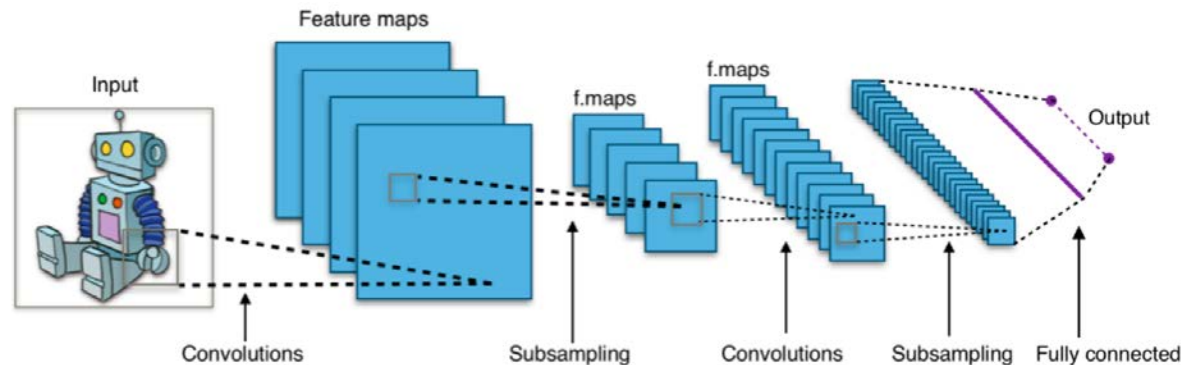 Feature maps
Input
f.maps
f.maps
Output
Convolutions
Subsampling
Convolutions
Subsampling
Fully connected